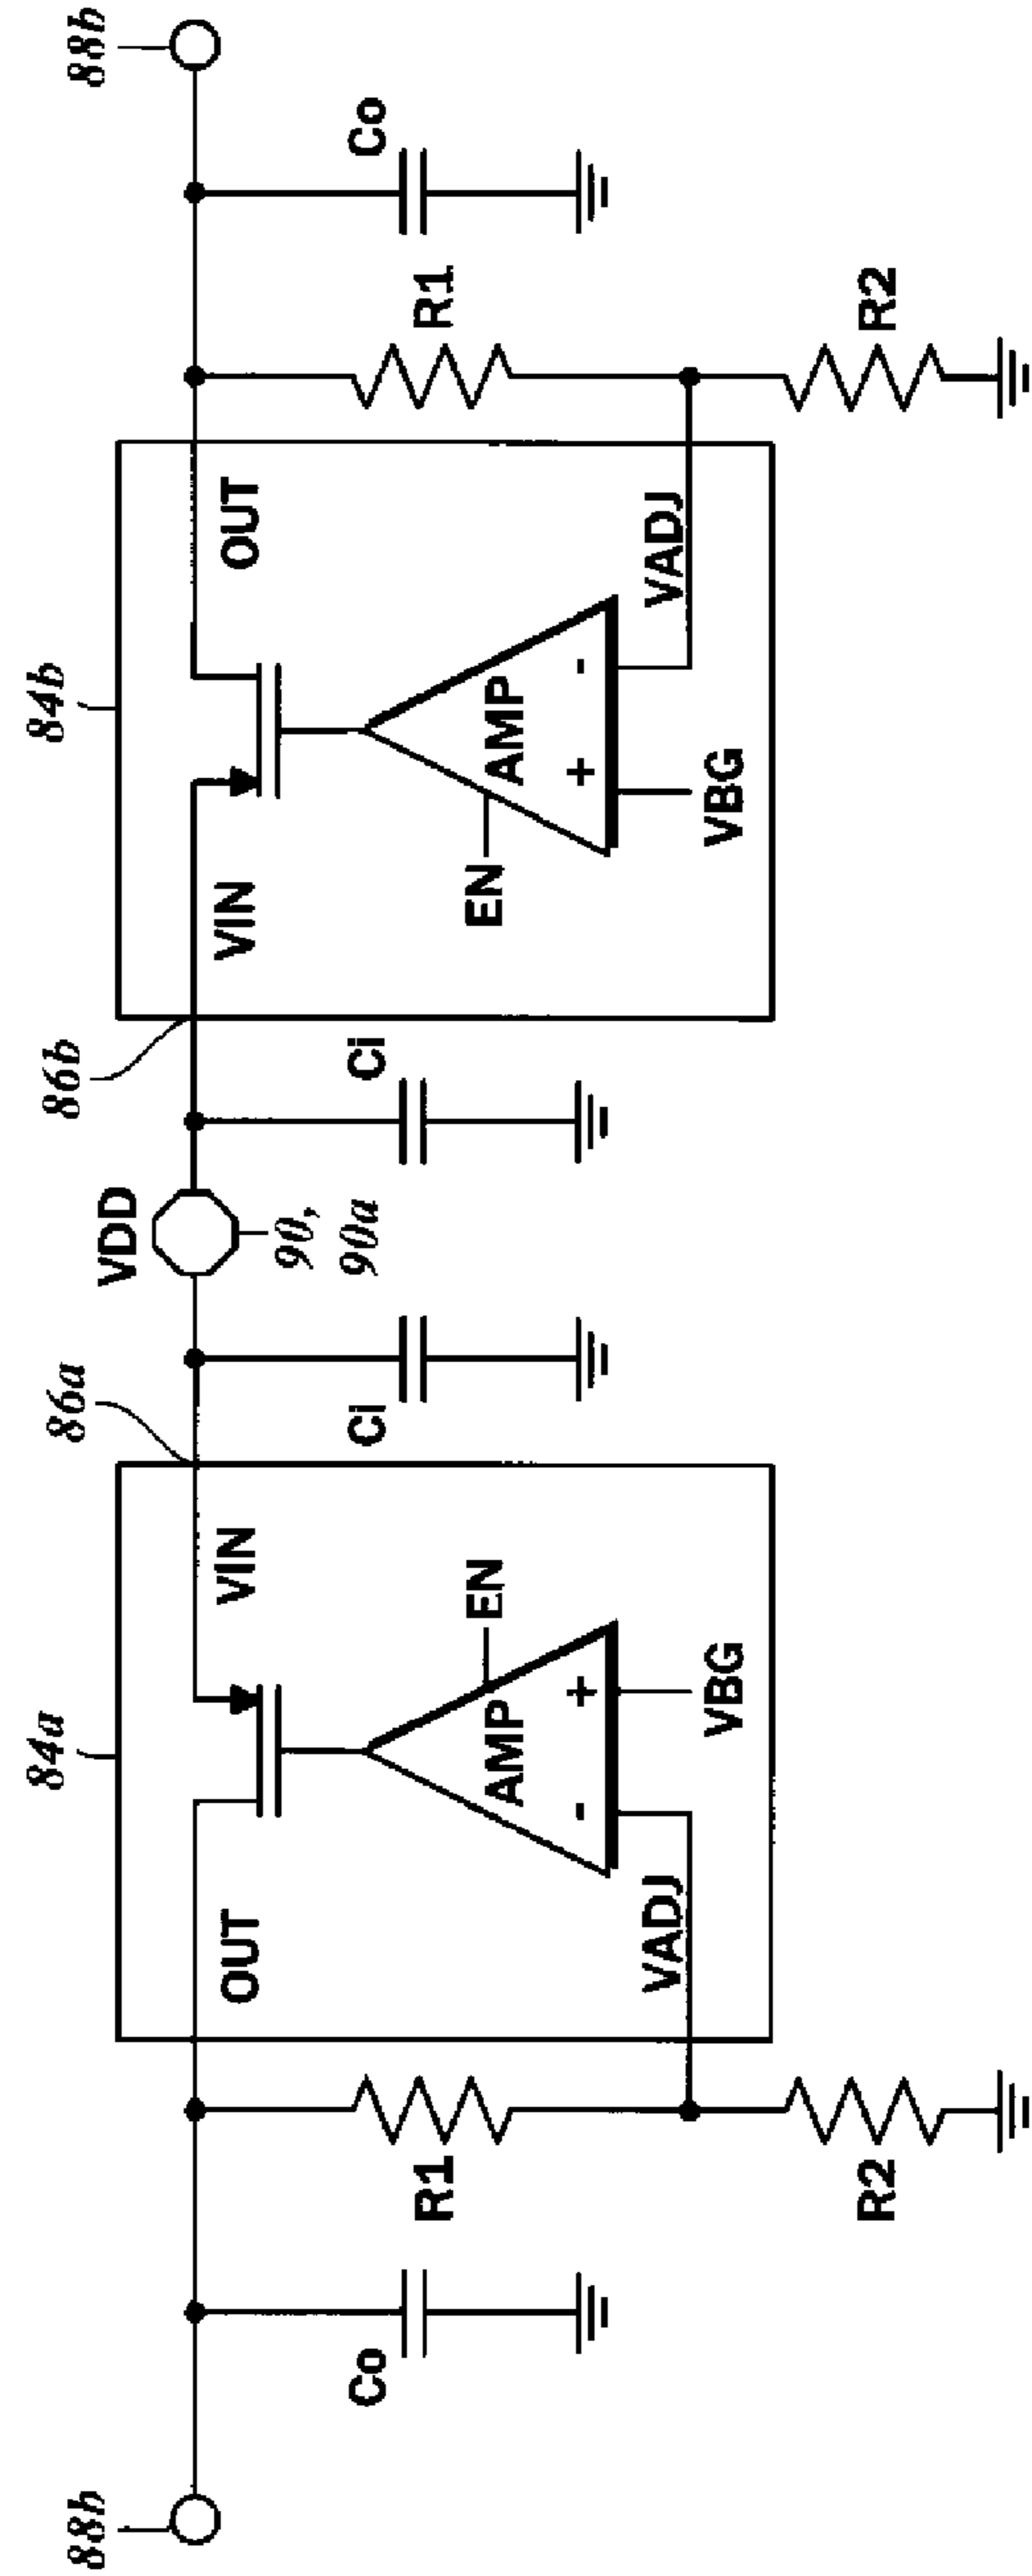 88b
84a
86a
VDD
90,
90a
86b
84b
88b
Co
R1
OUT
VIN
Ci
Ci
VIN
OUT
R1
Co
AMP
-
+
EN
VADJ
VBG
R2
EN
AMP
+
-
VBG
VADJ
R2